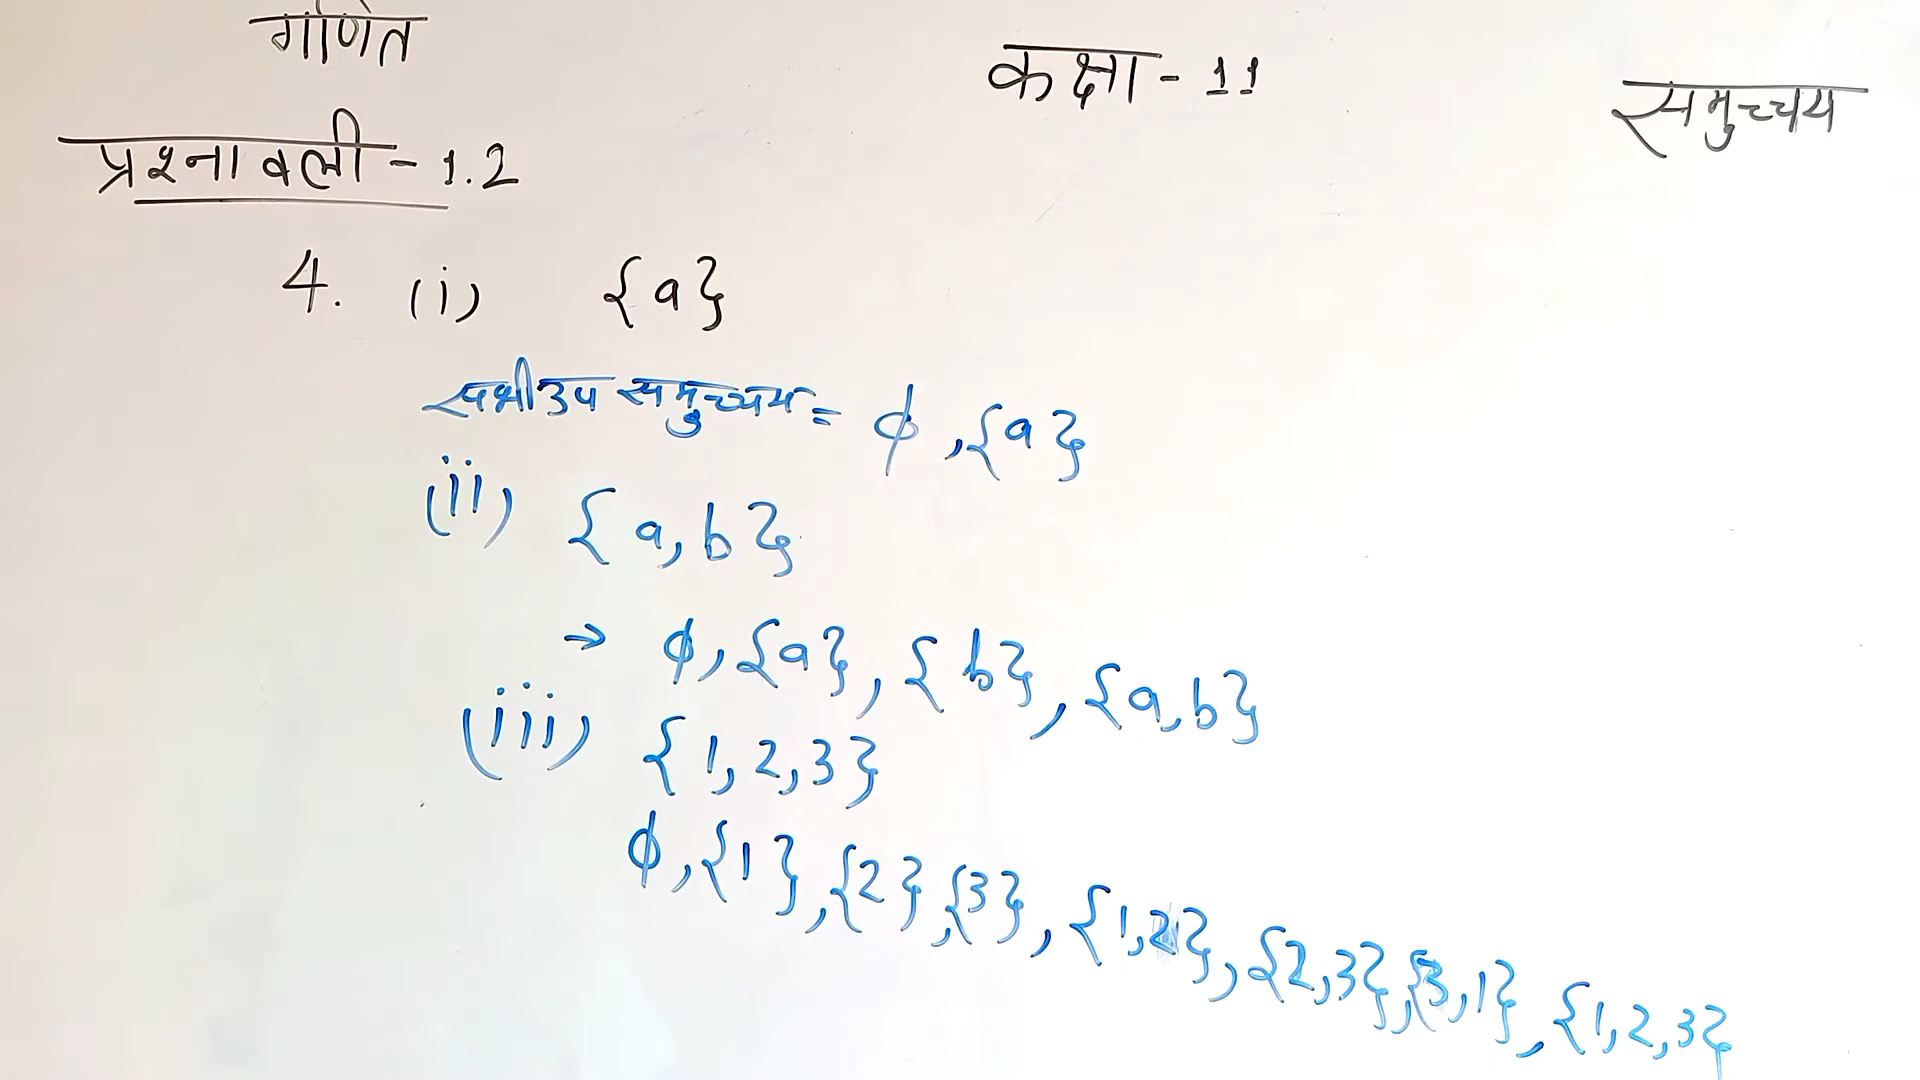 गणित
कक्षा - 11
समुच्चय
प्रश्नावली - 1.2
4. (i) {a}
सभी उप समुच्चय = ϕ, {a}
(ii) {a, b}
→ ϕ, {a}, {b}, {a, b}
(iii) {1, 2, 3}
ϕ, {1}, {2}, {3}, {1, 2}, {2, 3}, {3, 1}, {1, 2, 3}